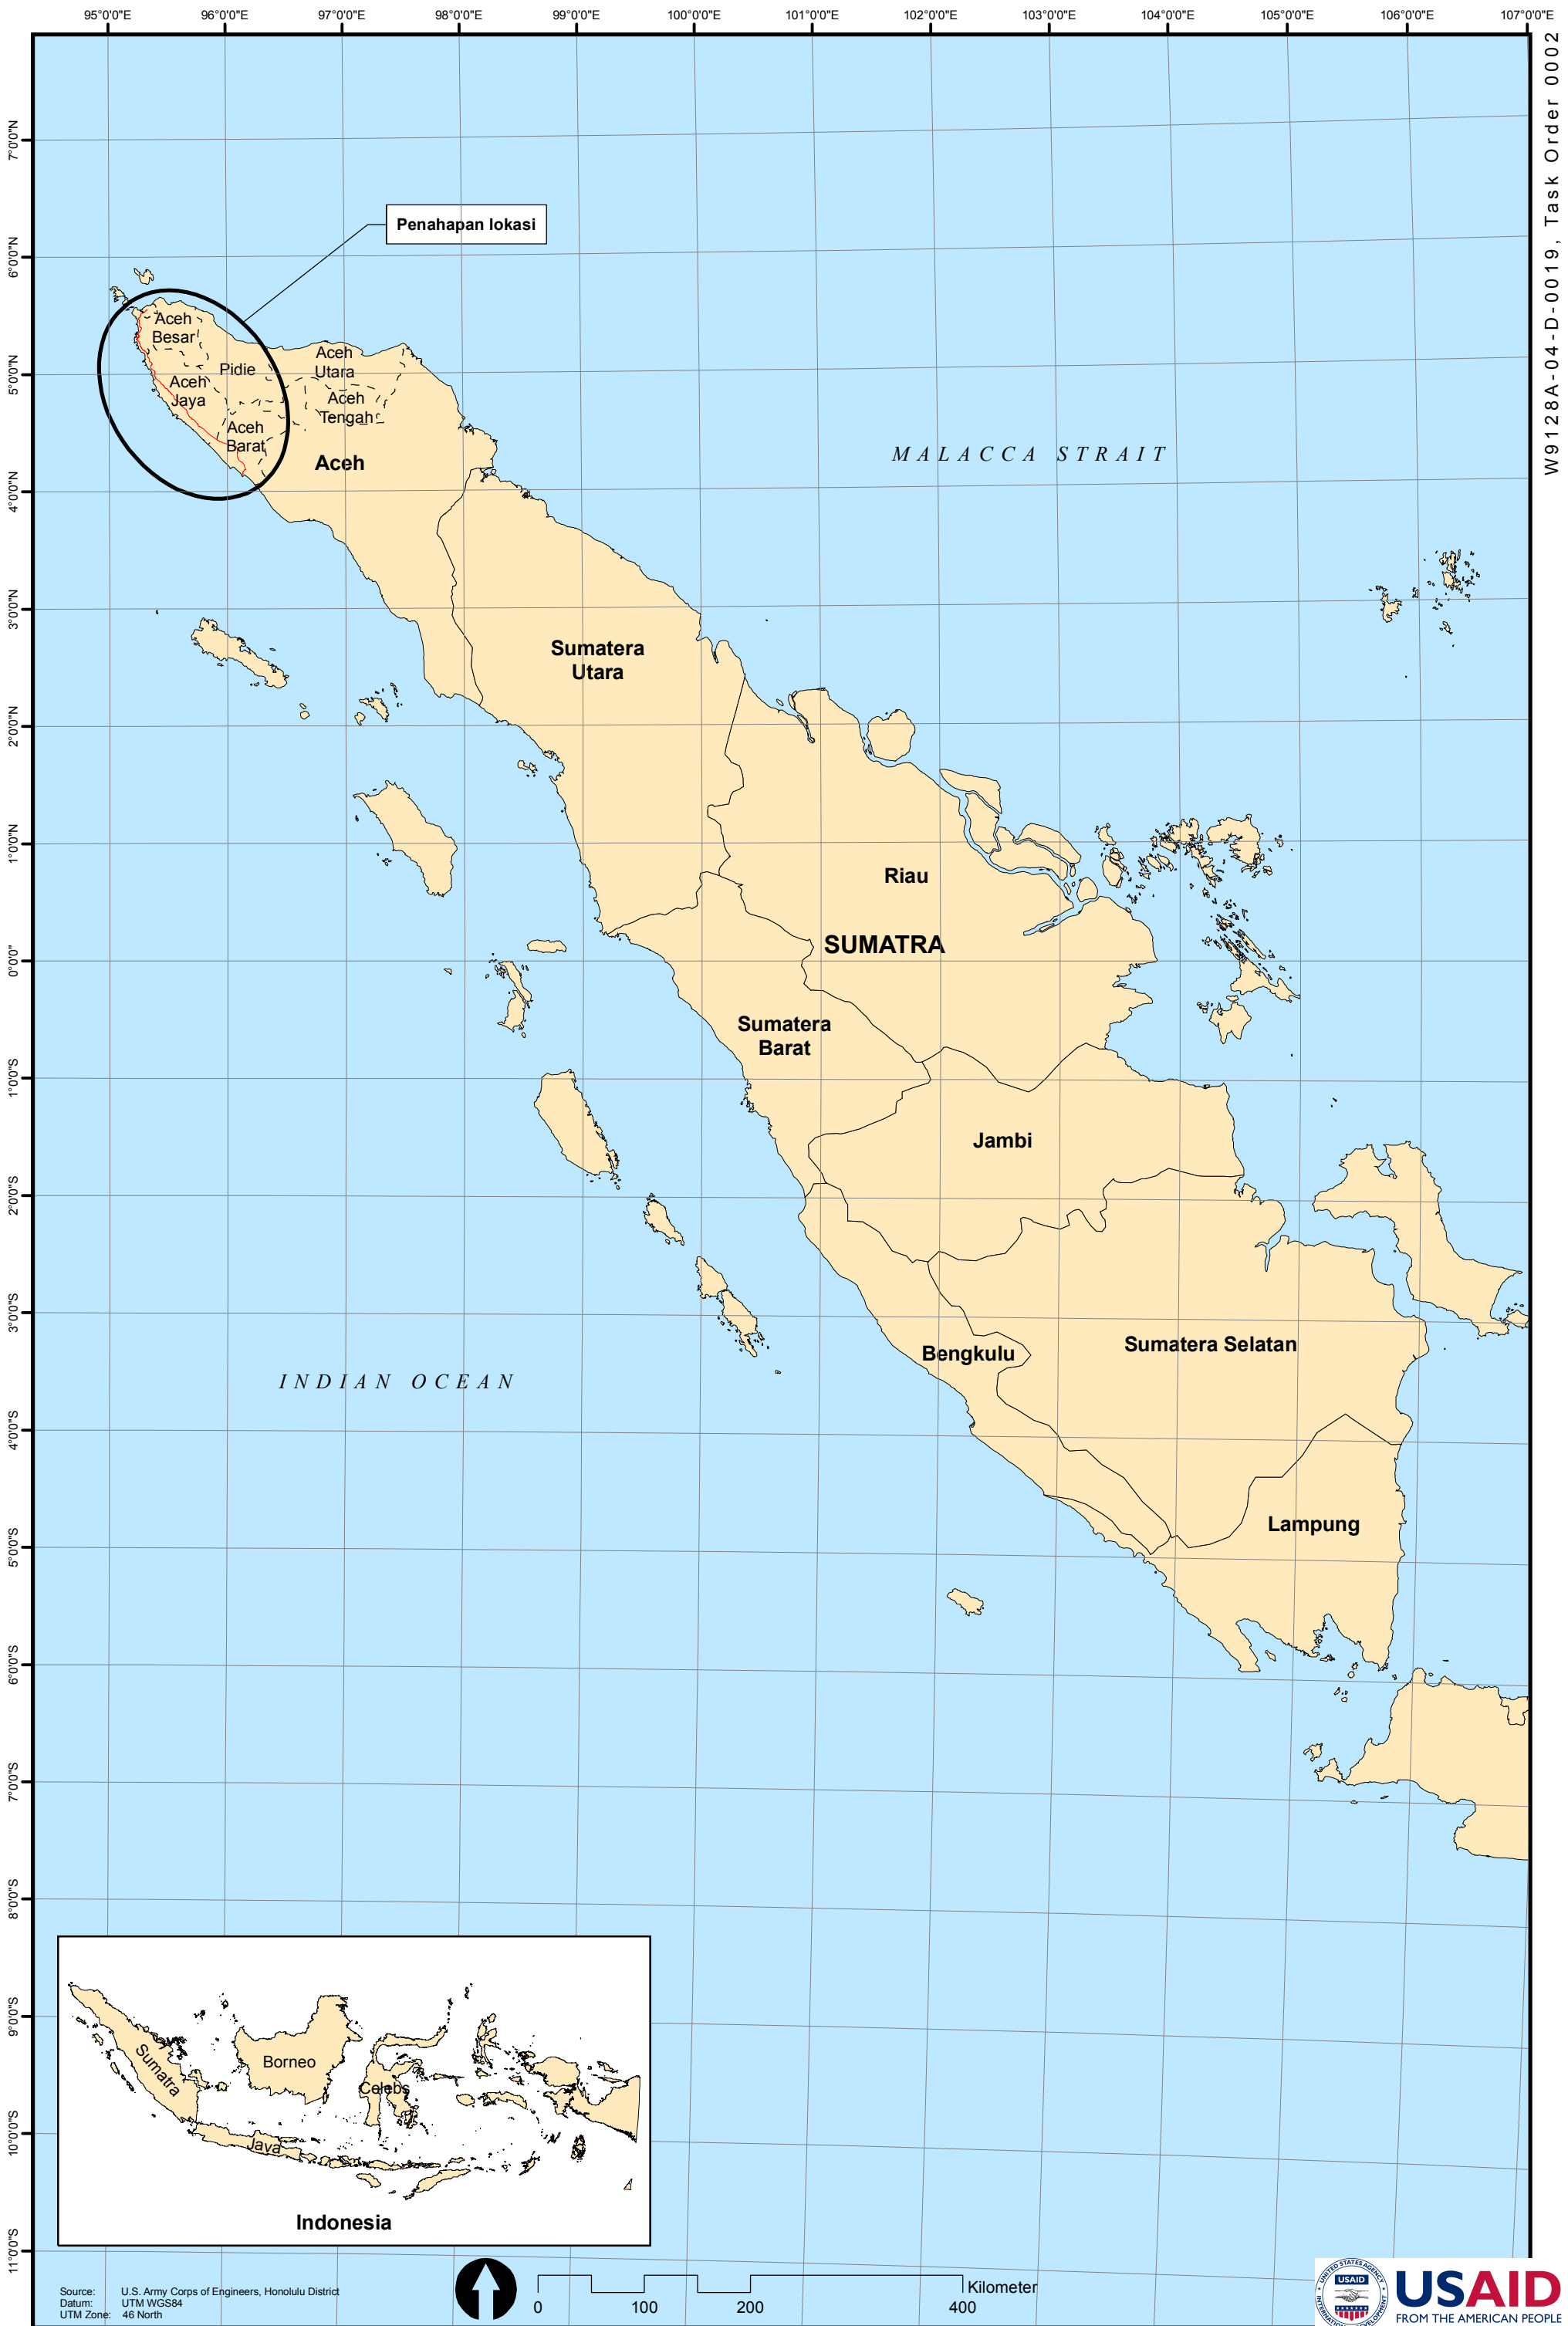 95°0'0"E 96°0'0"E 97°0'0"E 98°0'0"E 99°0'0"E 100°0'0"E 101°0'0"E 102°0'0"E 103°0'0"E 104°0'0"E 105°0'0"E 106°0'0"E 107°0'0"E
W9128A-04-D-0019, Task Order 0002
7°0'0"N
6°0'0"N
5°0'0"N
4°0'0"N
3°0'0"N
2°0'0"N
1°0'0"N
0°0'0"
1°0'0"S
2°0'0"S
3°0'0"S
4°0'0"S
5°0'0"S
6°0'0"S
7°0'0"S
8°0'0"S
9°0'0"S
10°0'0"S
11°0'0"S
Penahapan lokasi
Aceh
Besar
Pidie
Aceh
Utara
Aceh
Jaya
Aceh
Tengah
Aceh
Barat
Aceh
MALACCA STRAIT
Sumatera
Utara
Riau
SUMATRA
Sumatera
Barat
Jambi
Bengkulu
Sumatera Selatan
INDIAN OCEAN
Lampung
Sumatra
Borneo
Celebs
Java
Indonesia
Source: U.S. Army Corps of Engineers, Honolulu District
Datum: UTM WGS84
UTM Zone: 46 North
Kilometer
0 100 200 400
UNITED STATES AGENCY
USAID
USAID
FROM THE AMERICAN PEOPLE